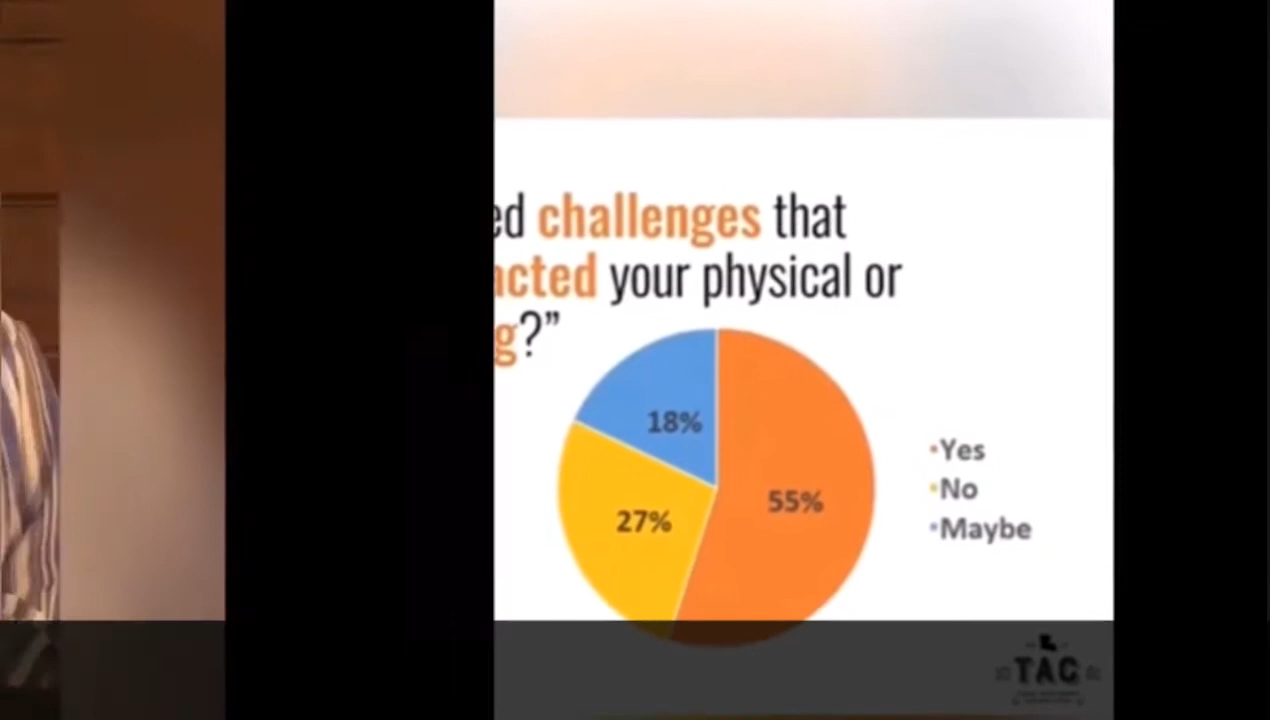 ed challenges that
acted your physical or
g?”
18%
55%
27%
Yes
No
Maybe
TAC